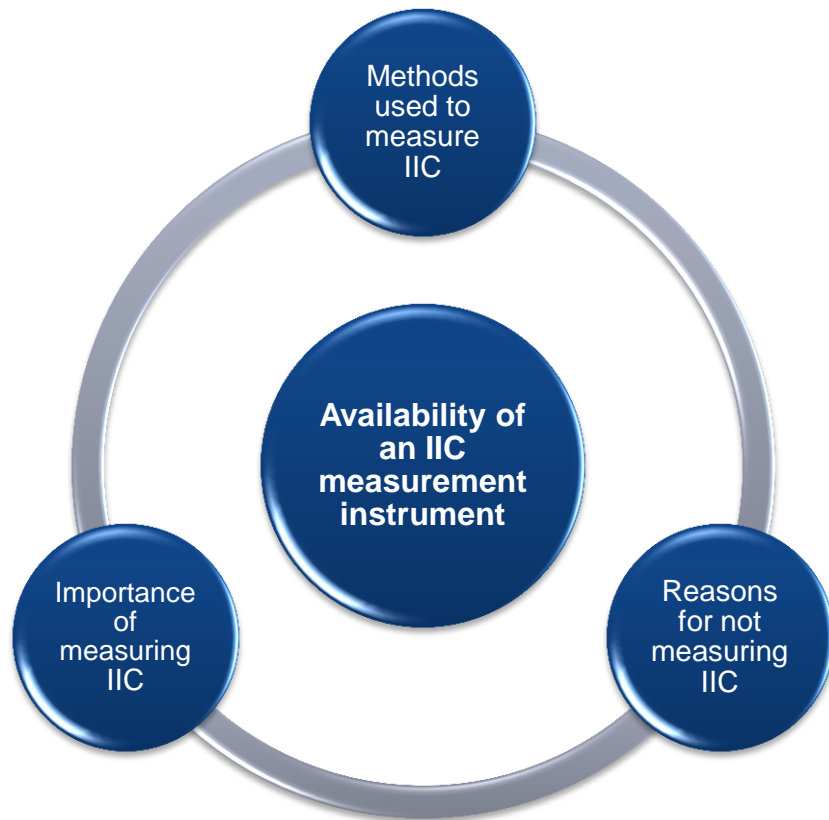 Methods
used to
measure
IIC
Availability of
an IIC
measurement
instrument
Importance
of
measuring
IIC
Reasons
for not
measuring
IIC